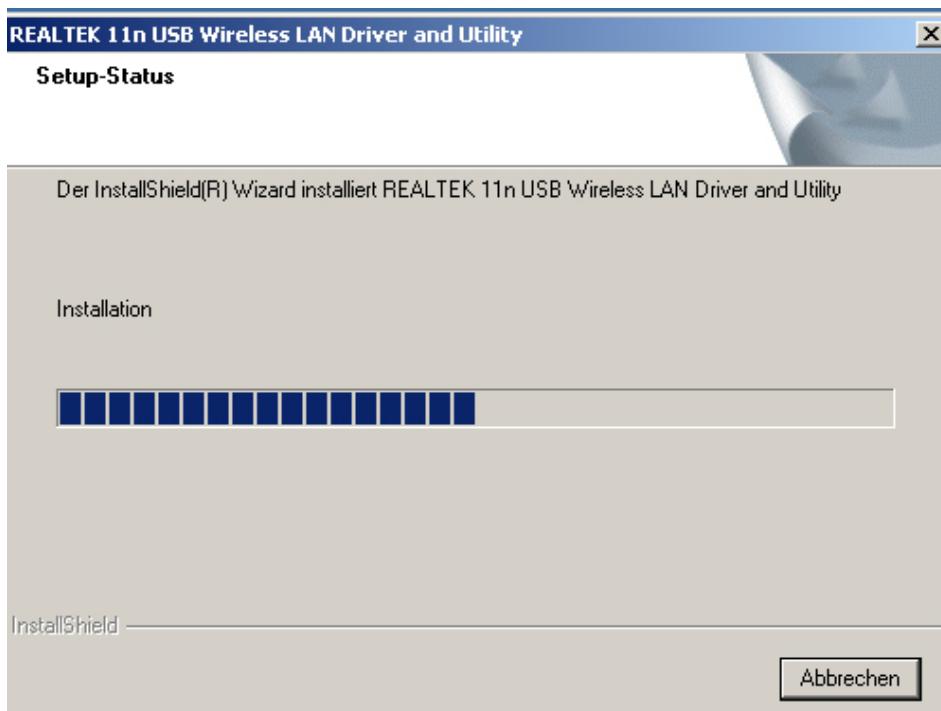 REALTEK 11n USB Wireless LAN Driver and Utility
Setup-Status
Der InstallShield(R) Wizard installiert REALTEK 11n USB Wireless LAN Driver and Utility
Installation
InstallShield
Abbrechen